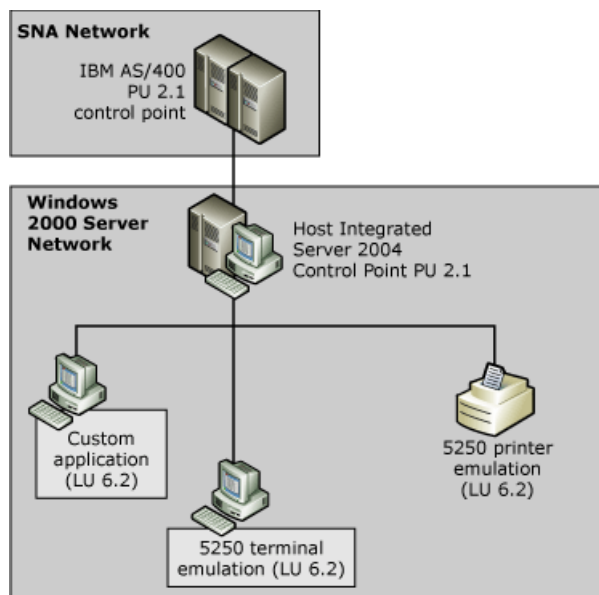 SNA Network
IBM AS/400
PU 2.1
control point
Windows
2000 Server
Network
Host Integrated
Server 2004
Control Point PU 2.1
Custom
application
(LU 6.2)
5250 terminal
emulation (LU 6.2)
5250 printer
emulation
(LU 6.2)